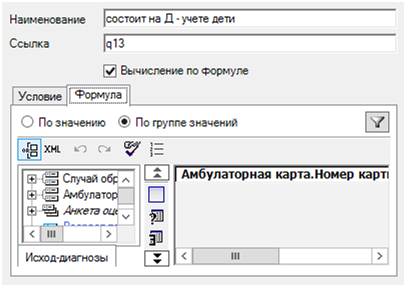 Наименование состоит на Д - учете дети
Ссылка q13
Вычисление по формуле
Условие Формула
По значению По группе значений
XML
Случай обр
Амбулатор
Анкета оце
Амбулаторная карта.Номер карт
Исход-диагнозы